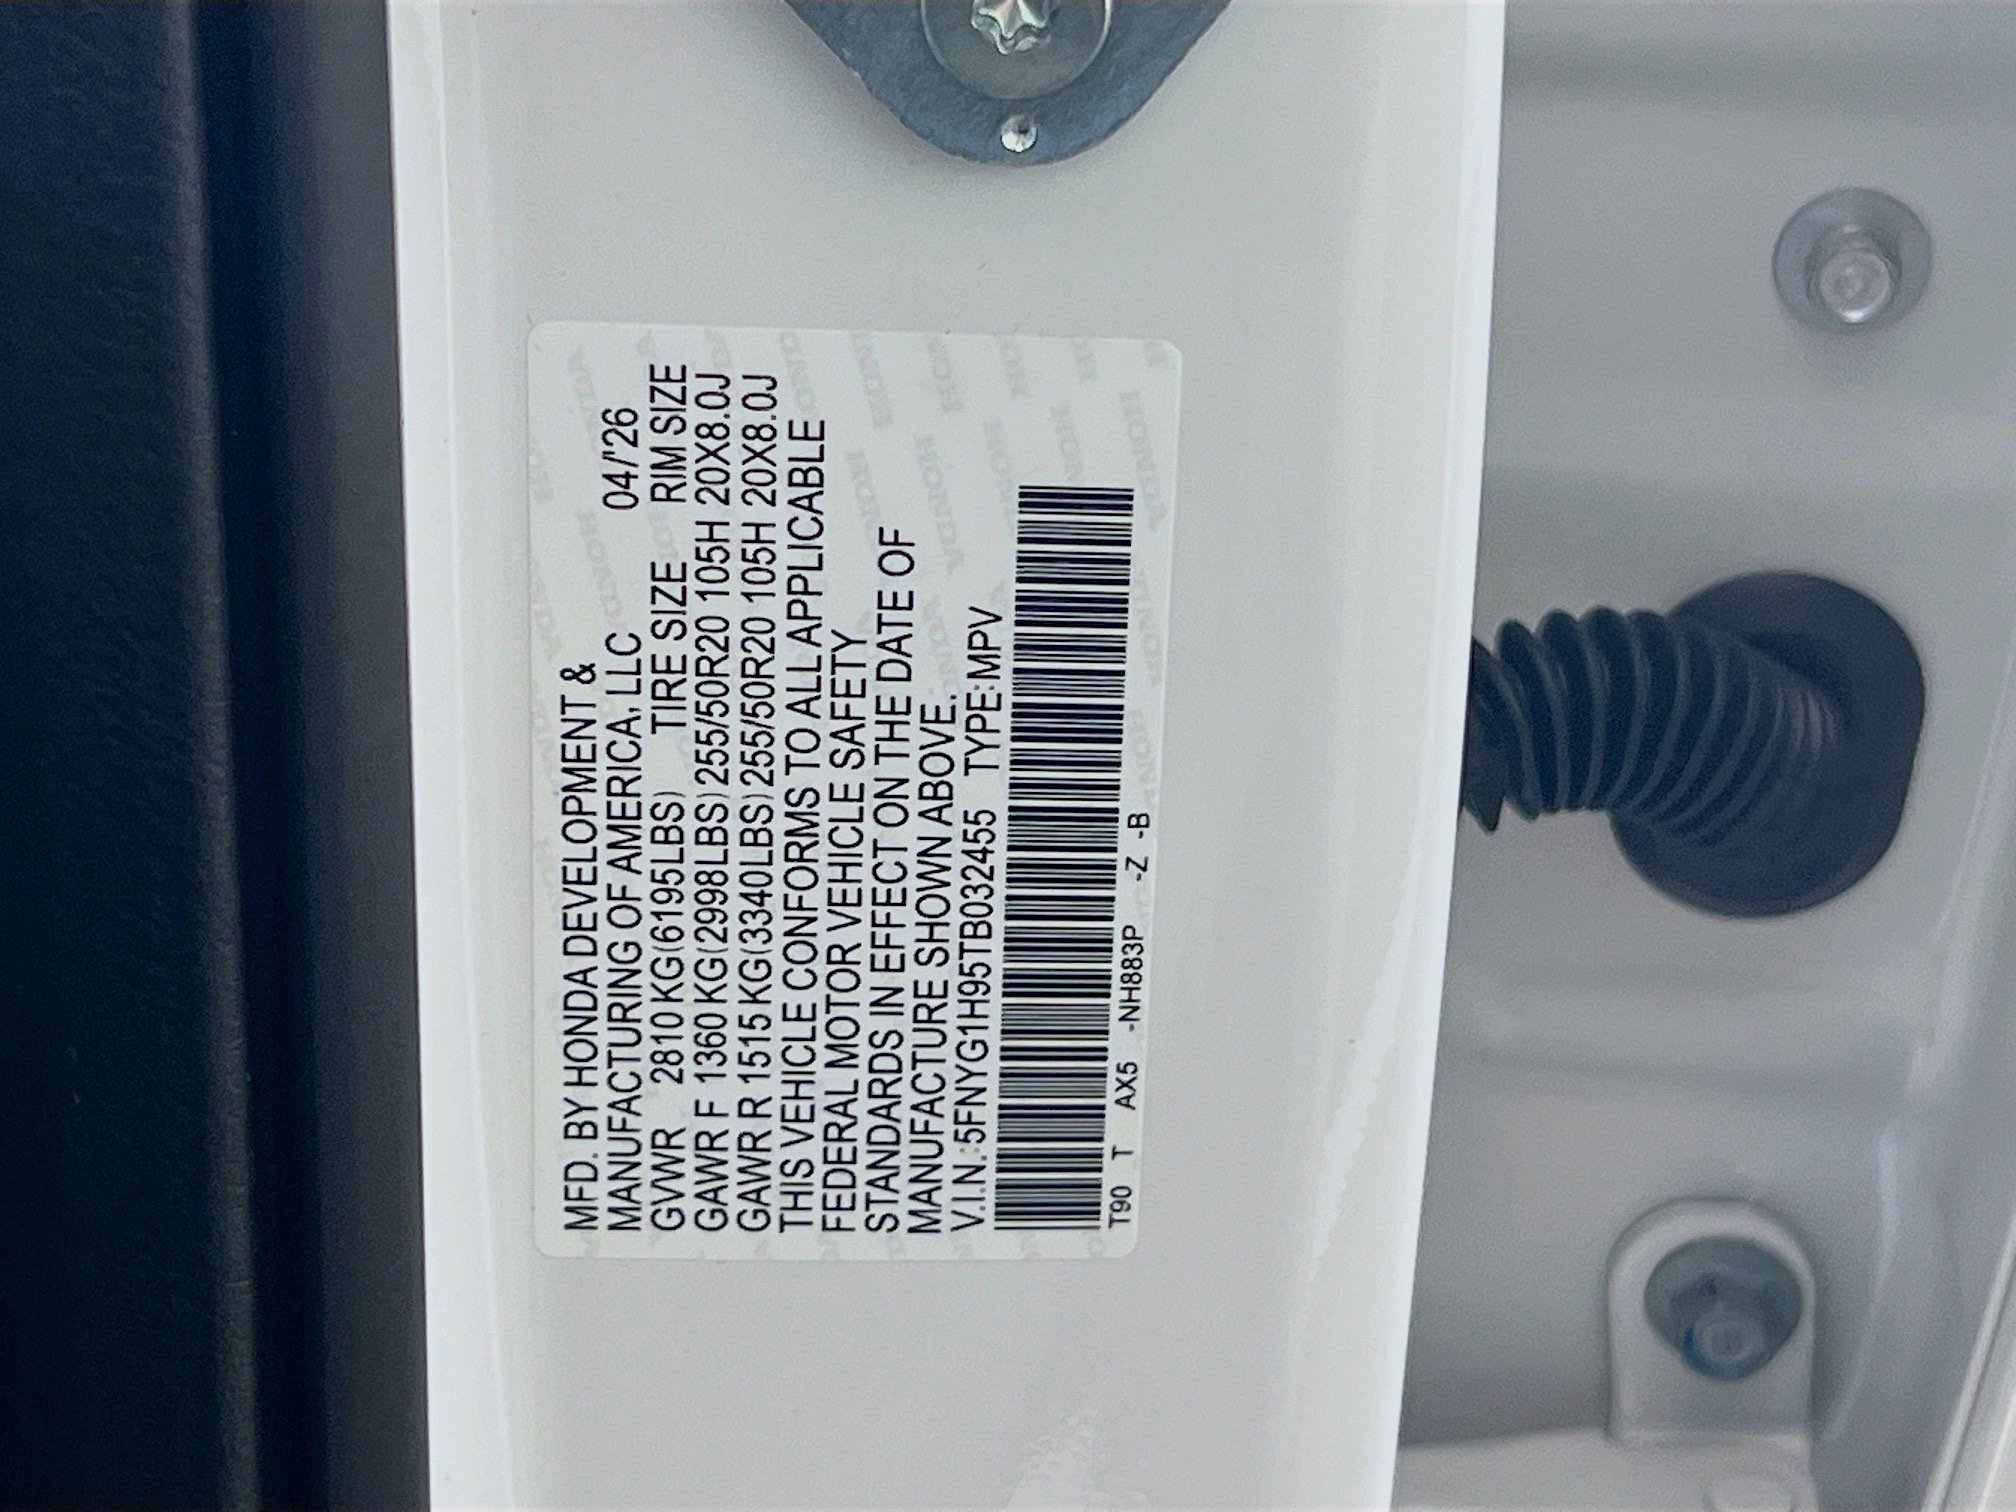 MFD. BY HONDA DEVELOPMENT &
MANUFACTURING OF AMERICA, LLC 04/'26
GVWR 2810 KG(6195LBS) TIRE SIZE RIM SIZE
GAWR F 1360 KG(2998LBS) 255/50R20 105H 20X8.0J
GAWR R 1515 KG(3340LBS) 255/50R20 105H 20X8.0J
THIS VEHICLE CONFORMS TO ALL APPLICABLE
FEDERAL MOTOR VEHICLE SAFETY
STANDARDS IN EFFECT ON THE DATE OF
MANUFACTURE SHOWN ABOVE.
V.I.N.:5FNYG1H95TB032455 TYPE:MPV
T90 T AX5 -NH883P -Z -B